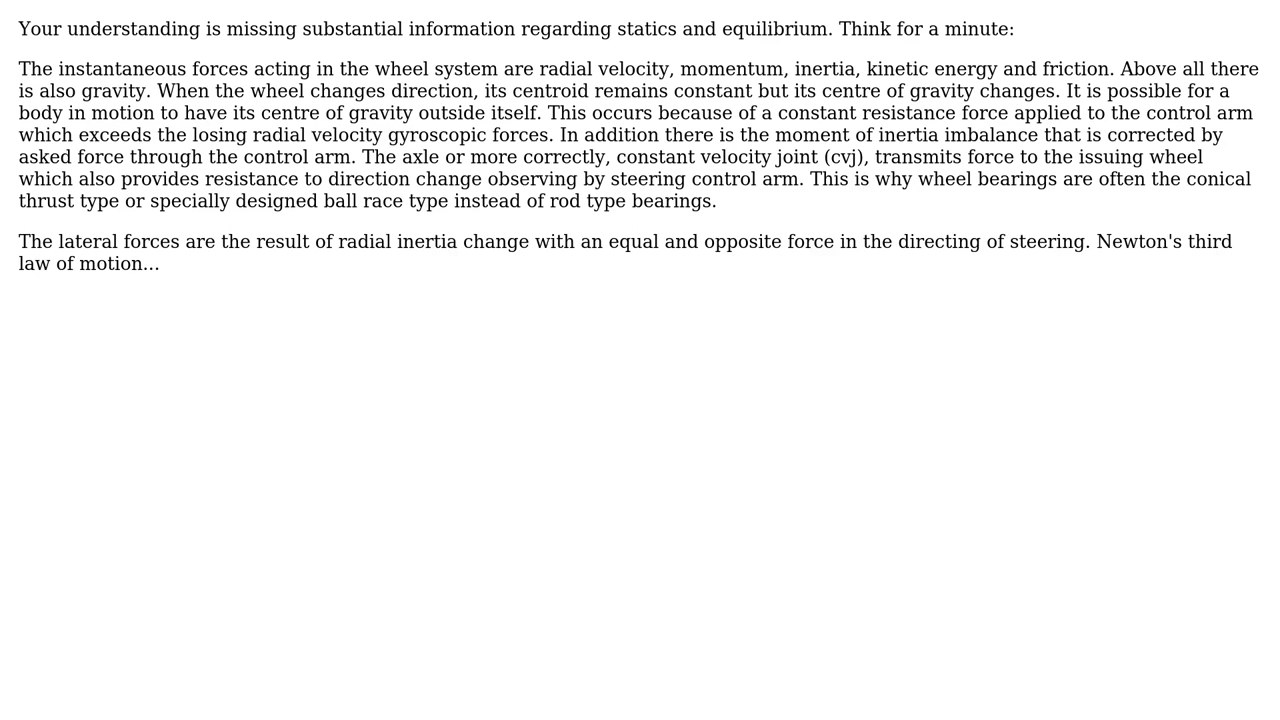 Your understanding is missing substantial information regarding statics and equilibrium. Think for a minute:
The instantaneous forces acting in the wheel system are radial velocity, momentum, inertia, kinetic energy and friction. Above all there
is also gravity. When the wheel changes direction, its centroid remains constant but its centre of gravity changes. It is possible for a
body in motion to have its centre of gravity outside itself. This occurs because of a constant resistance force applied to the control arm
which exceeds the losing radial velocity gyroscopic forces. In addition there is the moment of inertia imbalance that is corrected by
asked force through the control arm. The axle or more correctly, constant velocity joint (cvj), transmits force to the issuing wheel
which also provides resistance to direction change observing by steering control arm. This is why wheel bearings are often the conical
thrust type or specially designed ball race type instead of rod type bearings.
The lateral forces are the result of radial inertia change with an equal and opposite force in the directing of steering. Newton's third
law of motion...